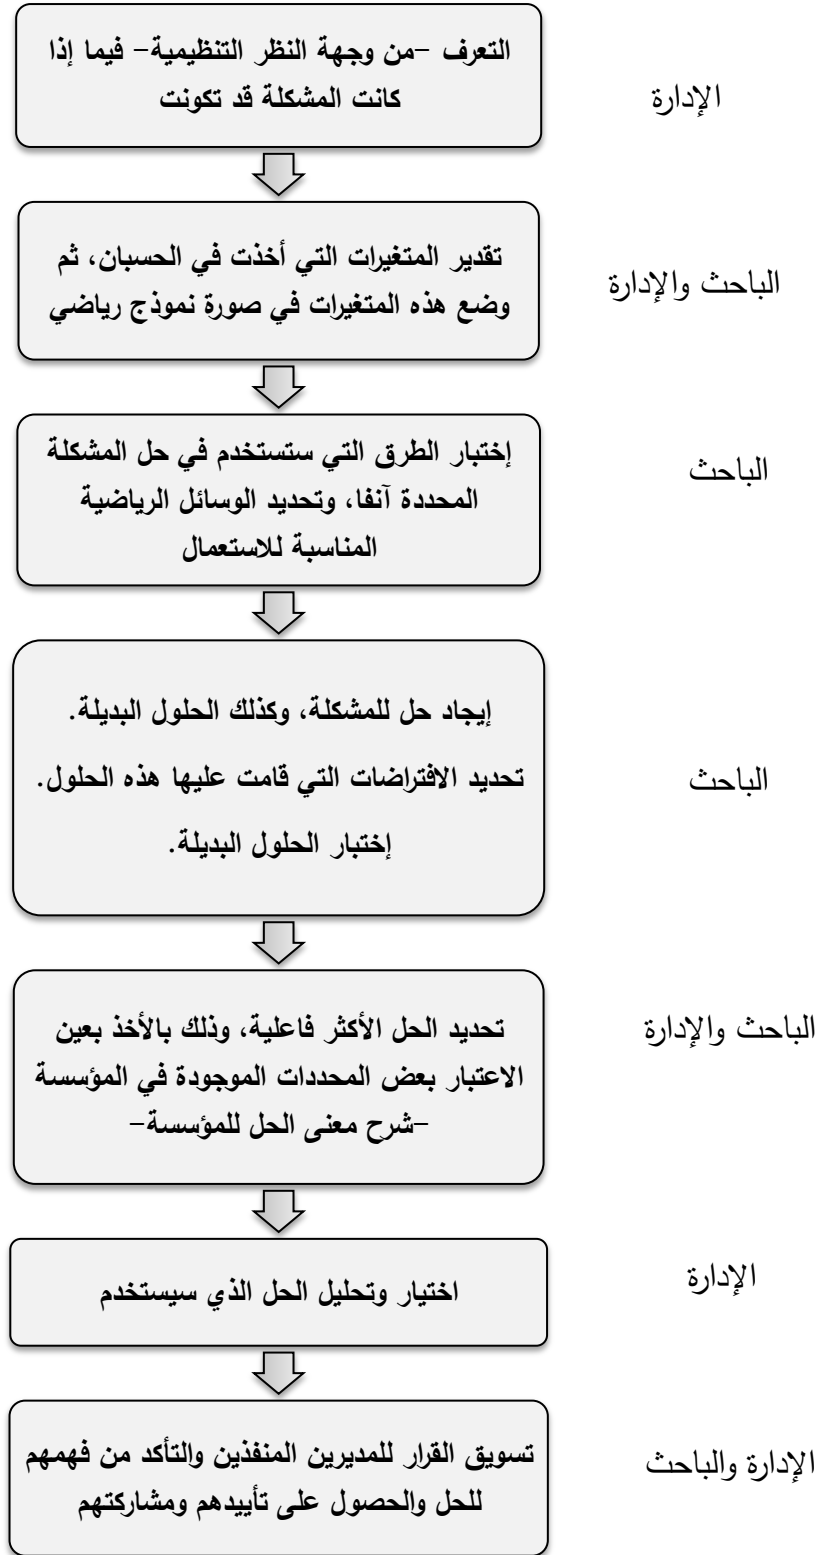 التعرف –من وجهة النظر التنظيمية– فيما إذا
كانت المشكلة قد تكونت
الإدارة
تقدير المتغيرات التي أخذت في الحسبان، ثم
وضع هذه المتغيرات في صورة نموذج رياضي
الباحث والإدارة
إختبار الطرق التي ستستخدم في حل المشكلة
المحددة آنفا، وتحديد الوسائل الرياضية
المناسبة للاستعمال
الباحث
إيجاد حل للمشكلة، وكذلك الحلول البديلة.
تحديد الافتراضات التي قامت عليها هذه الحلول.
إختبار الحلول البديلة.
الباحث
تحديد الحل الأكثر فاعلية، وذلك بالأخذ بعين
الاعتبار بعض المحددات الموجودة في المؤسسة
–شرح معنى الحل للمؤسسة–
الباحث والإدارة
اختيار وتحليل الحل الذي سيستخدم
الإدارة
تسويق القرار للمديرين المنفذين والتأكد من فهمهم
للحل والحصول على تأييدهم ومشاركتهم
الإدارة والباحث